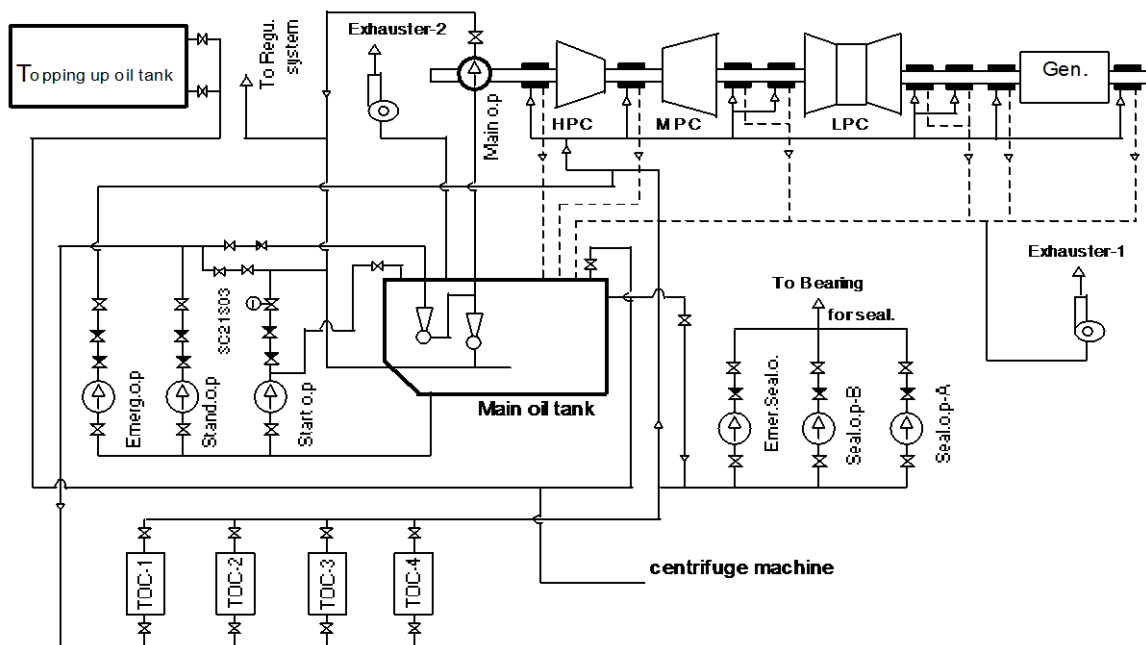 Exhauster-2
Topping up oil tank
To Regu.
system
Main o.p
HPC
MPC
LPC
Gen.
Exhauster-1
SC21S03
To Bearing
for seal.
Emerg.o.p
Stand.o.p
Start o.p
Main oil tank
Emer.Seal.o.
Seal.o.p-B
Seal.o.p-A
TOC-1
TOC-2
TOC-3
TOC-4
centrifuge machine